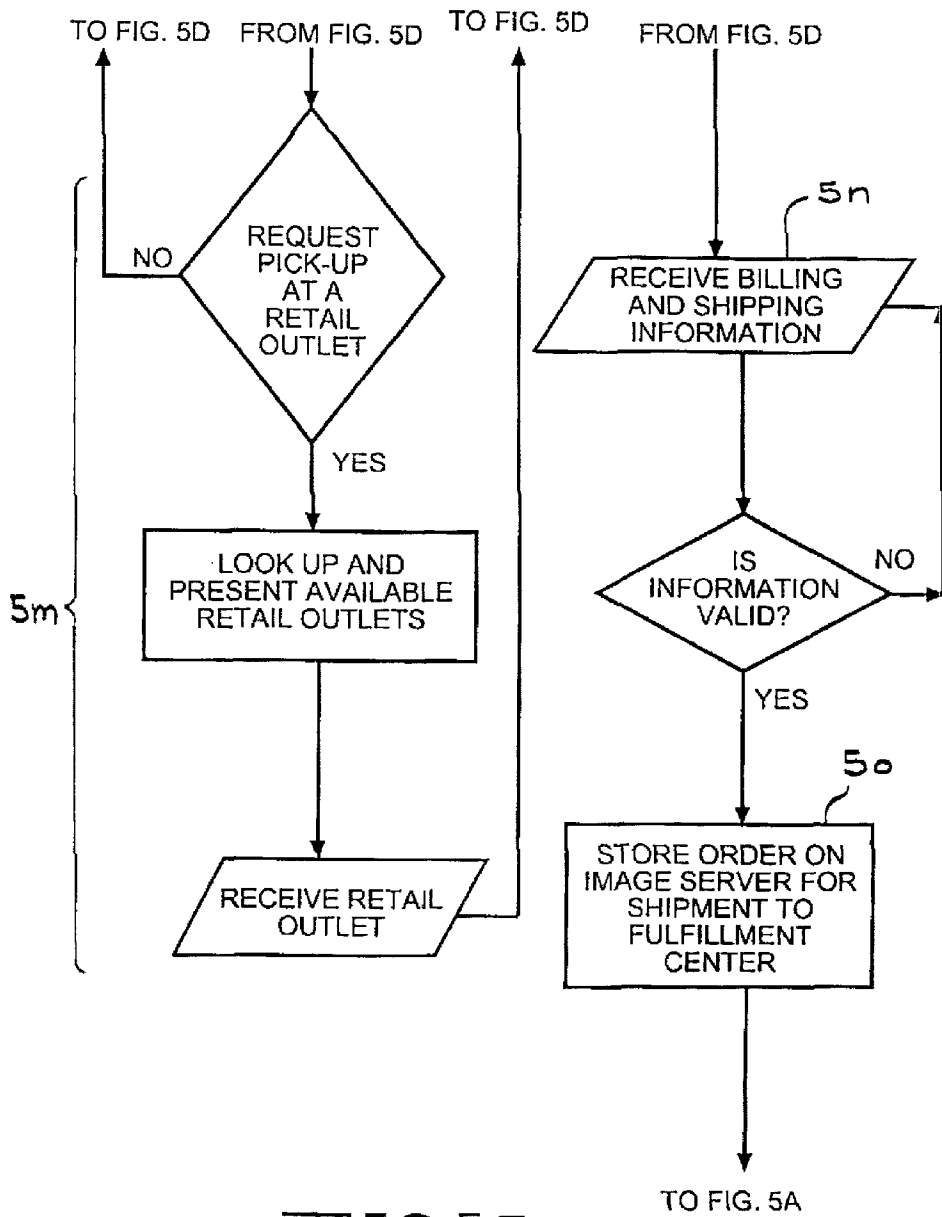 TO FIG. 5D
FROM FIG. 5D
TO FIG. 5D
FROM FIG. 5D
5n
REQUEST
PICK-UP
AT A
RETAIL
OUTLET
NO
YES
5m
LOOK UP AND
PRESENT AVAILABLE
RETAIL OUTLETS
RECEIVE RETAIL
OUTLET
RECEIVE BILLING
AND SHIPPING
INFORMATION
IS
INFORMATION
VALID?
NO
YES
5o
STORE ORDER ON
IMAGE SERVER FOR
SHIPMENT TO
FULFILLMENT
CENTER
TO FIG. 5A